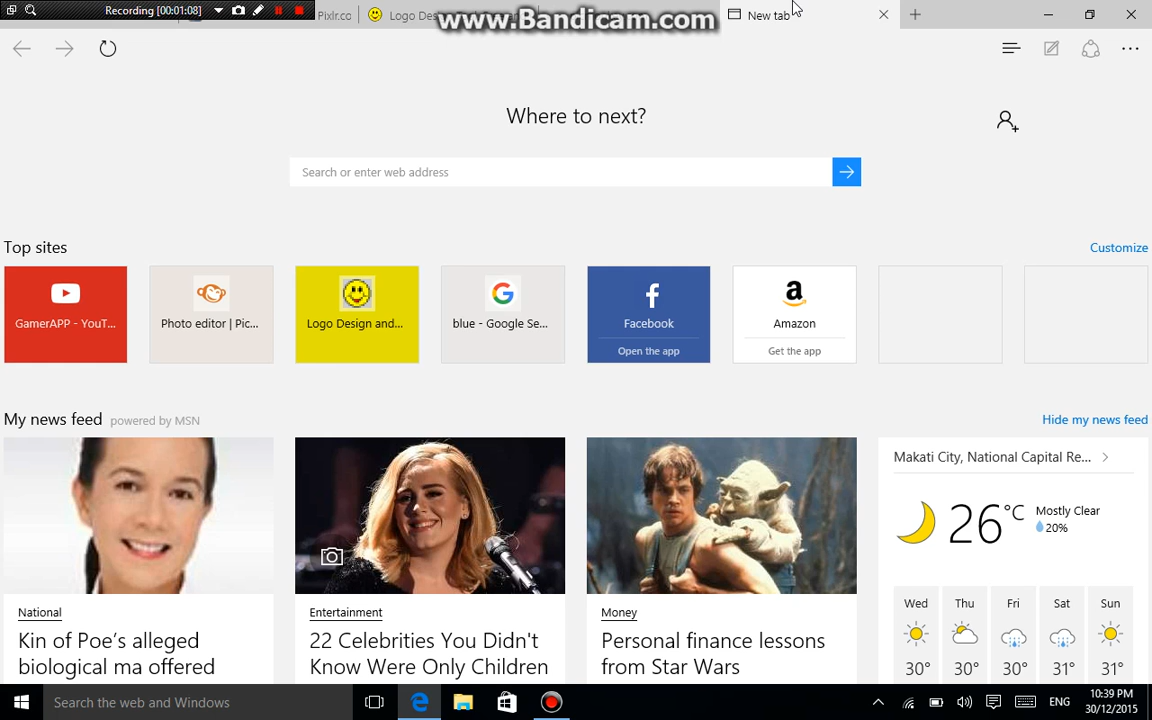 Recording [00:01:08]
Pixlr.co
Logo Des
www.Bandicam.com
New tab
Where to next?
Search or enter web address
Top sites
Customize
GamerAPP - YouT...
Photo editor | Pic...
Logo Design and...
blue - Google Se...
Facebook
Open the app
Amazon
Get the app
My news feed powered by MSN
Hide my news feed
National
Kin of Poe's alleged
biological ma offered
Entertainment
22 Celebrities You Didn't
Know Were Only Children
Money
Personal finance lessons
from Star Wars
Makati City, National Capital Re...
26°C
Mostly Clear
20%
Wed Thu Fri Sat Sun
30° 30° 30° 31° 31°
Search the web and Windows
ENG
10:39 PM
30/12/2015